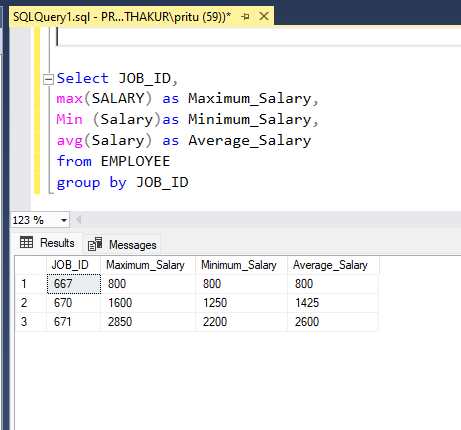 SQLQuery1.sql - PR...THAKUR\pritu (59))*
Select JOB_ID,
max(SALARY) as Maximum_Salary,
Min (Salary)as Minimum_Salary,
avg(Salary) as Average_Salary
from EMPLOYEE
group by JOB_ID
123 %
Results Messages
JOB_ID Maximum_Salary Minimum_Salary Average_Salary
1 667 800 800 800
2 670 1600 1250 1425
3 671 2850 2200 2600